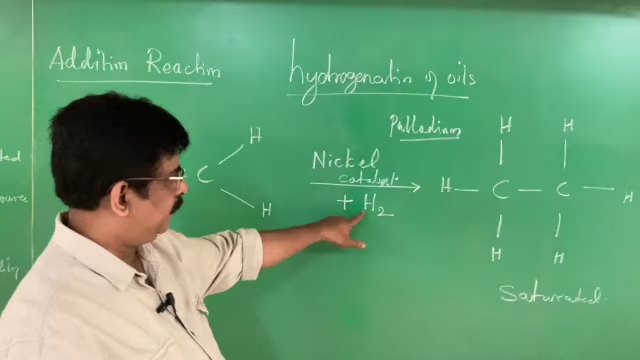 Addition Reaction
hydrogenation of oils
Palladium
Nickel
catalyst
+ H2
C
H
H
H H
H C C H
H H
Saturated